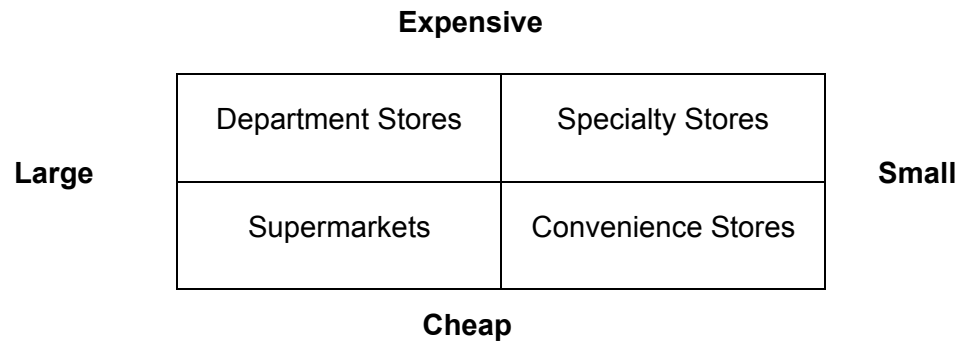 Expensive
Department Stores Specialty Stores
Large Small
Supermarkets Convenience Stores
Cheap